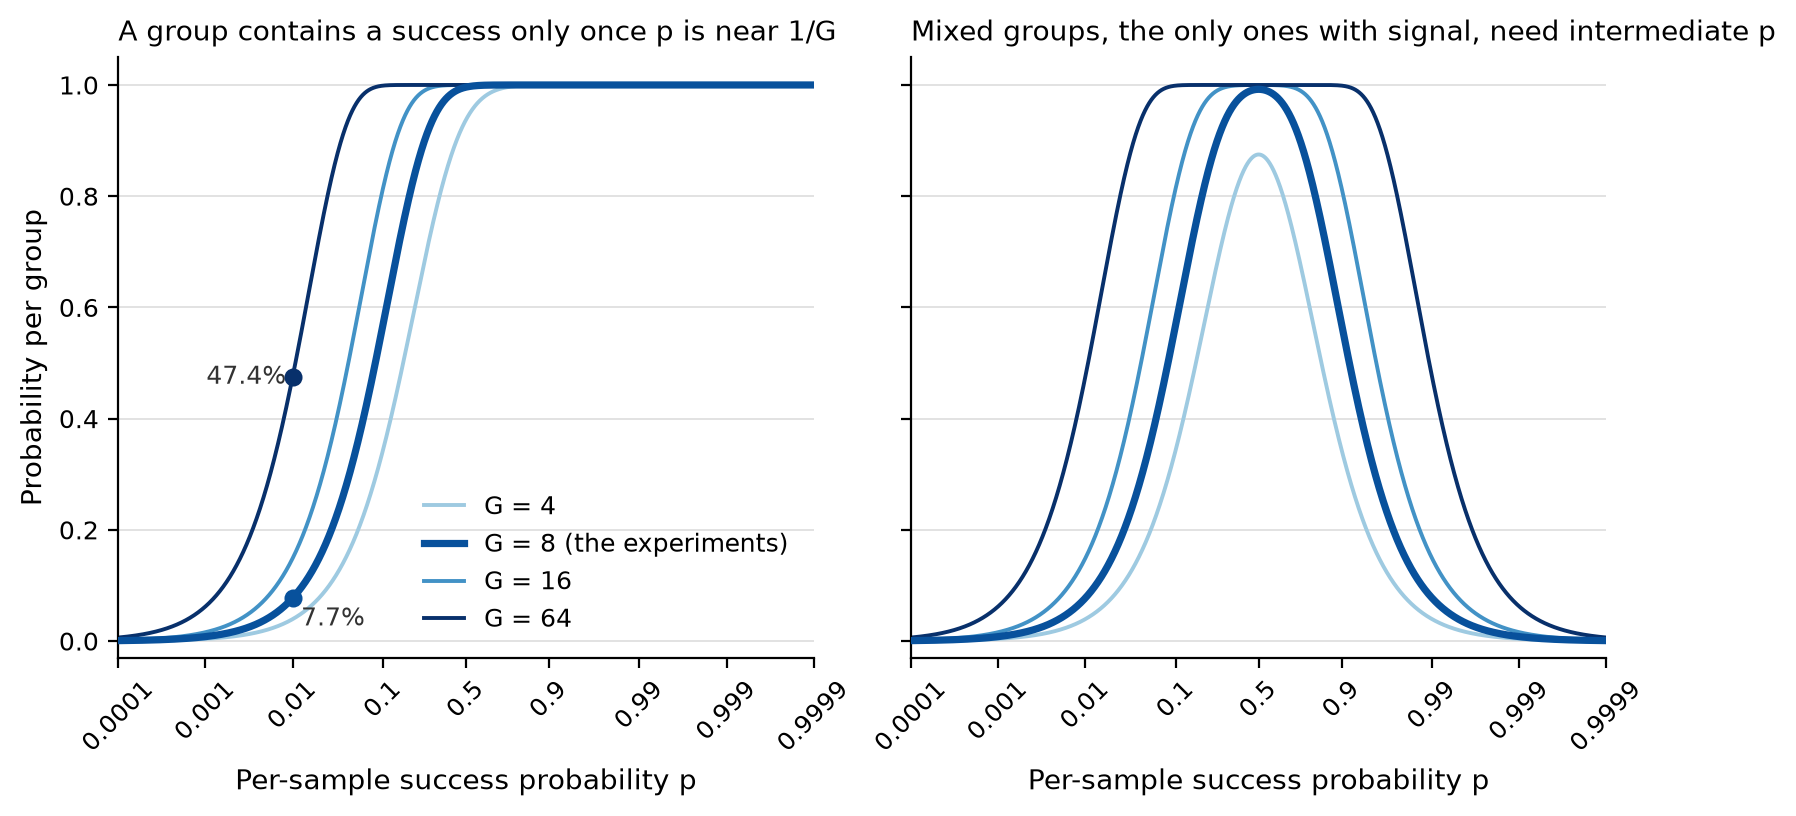 A group contains a success only once p is near 1/G
Probability per group
1.0
0.8
0.6
0.4
0.2
0.0
47.4%
7.7%
G = 4
G = 8 (the experiments)
G = 16
G = 64
0.0001
0.001
0.01
0.1
0.5
0.9
0.99
0.999
0.9999
Per-sample success probability p
Mixed groups, the only ones with signal, need intermediate p
0.0001
0.001
0.01
0.1
0.5
0.9
0.99
0.999
0.9999
Per-sample success probability p